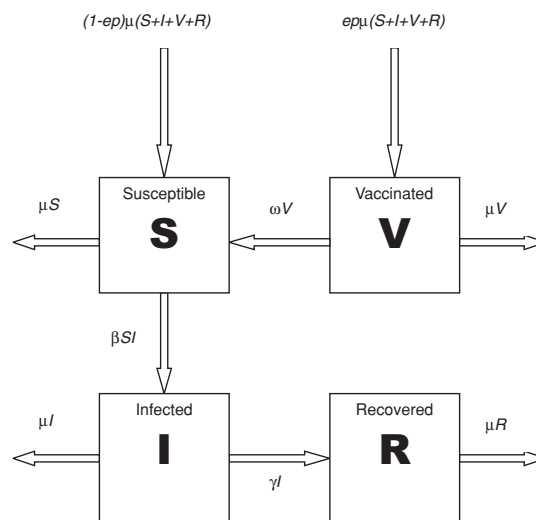 (1-ep)μ(S+I+V+R) epμ(S+I+V+R)
Susceptible Vaccinated
μS S ωV V μV
βSI
Infected Recovered
μI I R μR
γI